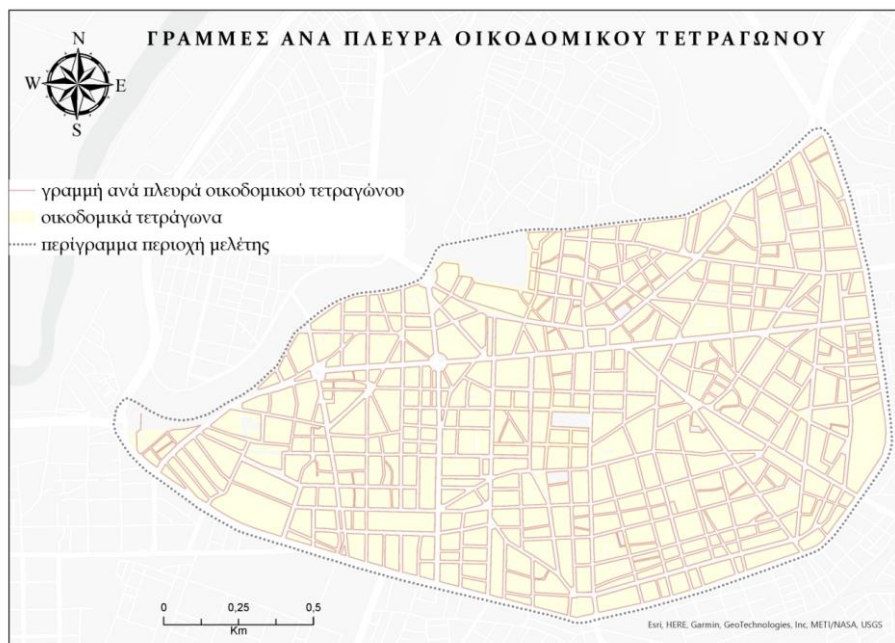 ΓΡΑΜΜΕΣ ΑΝΑ ΠΛΕΥΡΑ ΟΙΚΟΔΟΜΙΚΟΥ ΤΕΤΡΑΓΩΝΟΥ
N
W E
S
γραμμή ανά πλευρά οικοδομικού τετραγώνου
οικοδομικά τετράγωνα
περίγραμμα περιοχή μελέτης
0 0,25 0,5
Km
Esri, HERE, Garmin, GeoTechnologies, Inc, METI/NASA, USGS